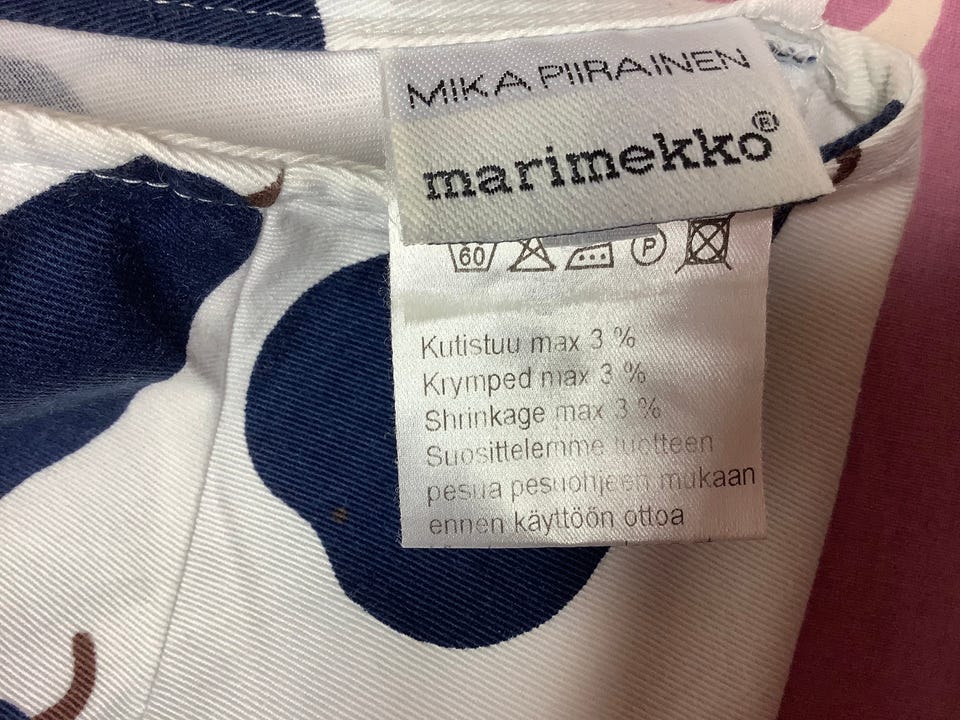 MIKA PIIRAINEN
marimekko®
60 P
Kutistuu max 3 %
Krymped max 3 %
Shrinkage max 3 %
Suosittelemme tuotteen
pesua pesuohjeen mukaan
ennen käyttöön ottoa